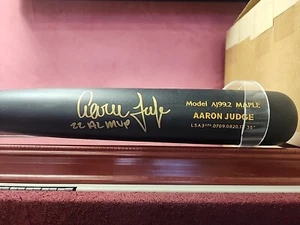 Aaron Judge
22 AL MVP
Model AJ99.2 MAPLE
AARON JUDGE